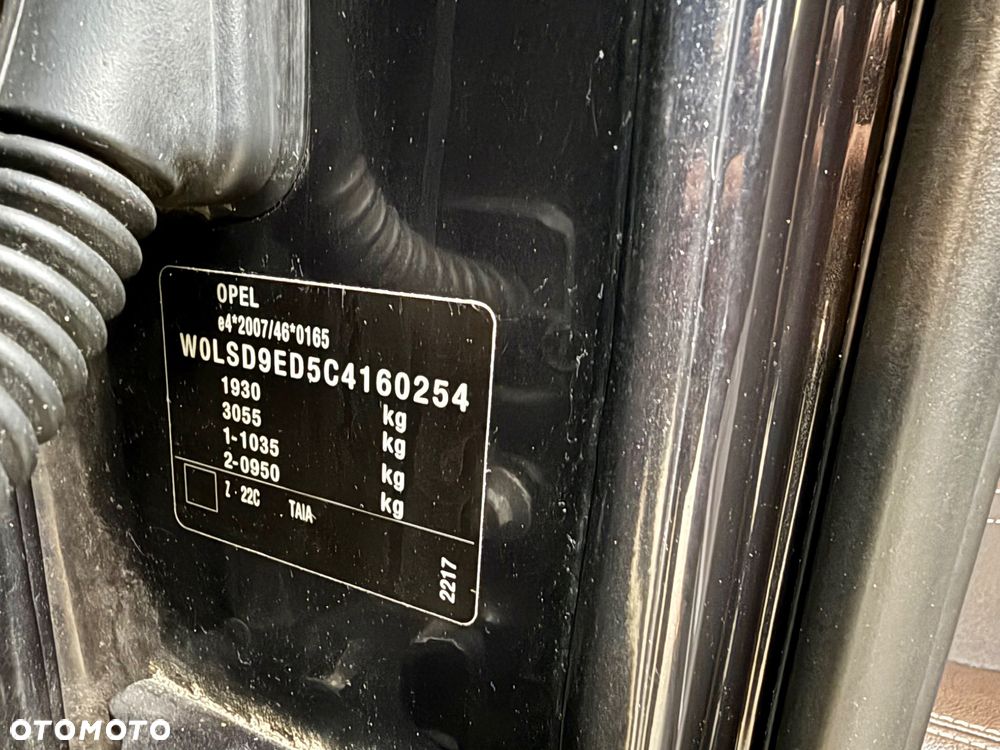 OPEL
e4*2007/46*0165
W0LSD9ED5C4160254
1930 kg
3055 kg
1-1035 kg
2-0950 kg
Z - 22C TAIA
2217
OTOMOTO